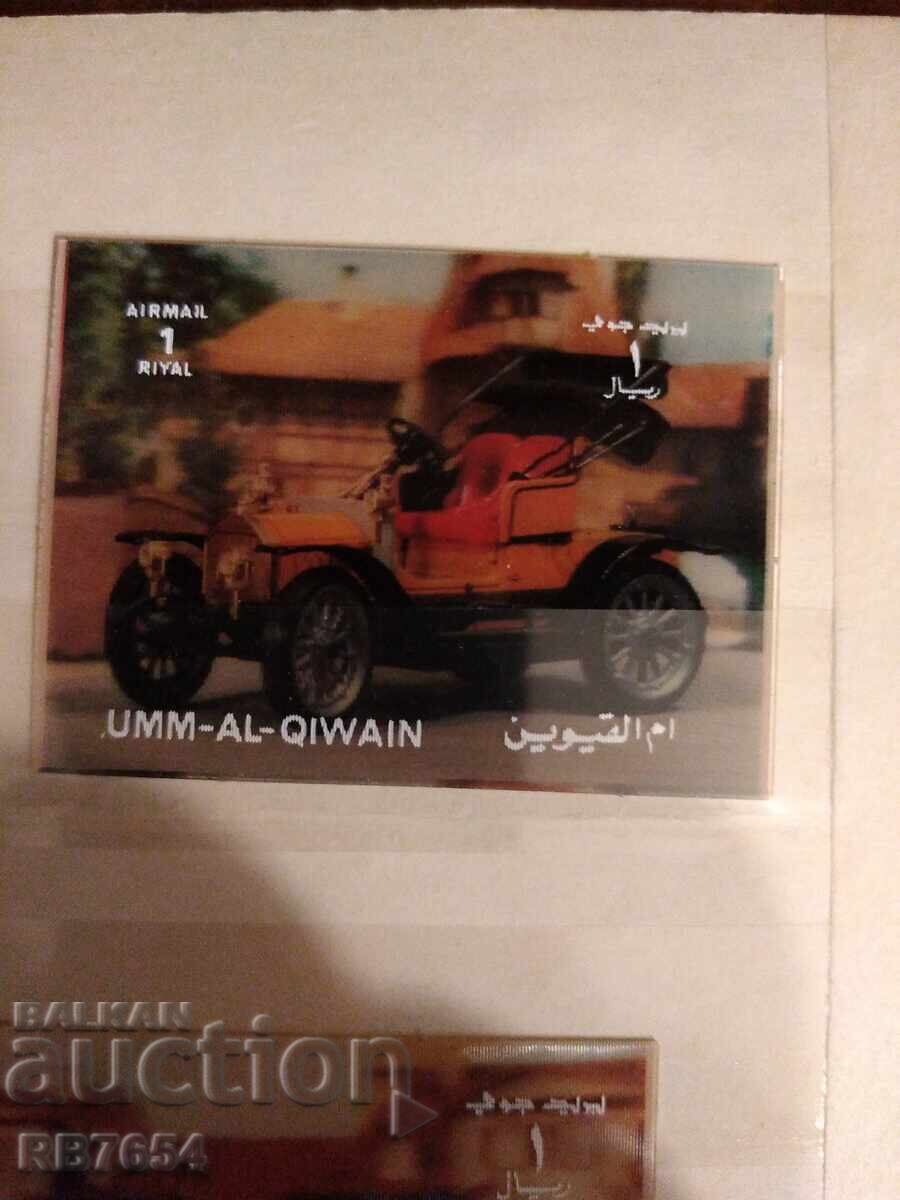 AIRMAIL
1
RIYAL
بريد جوي
١
ريال
UMM-AL-QIWAIN
ام القيوين
BALKAN
auction
RB7654
بريد جوي
١
ريال